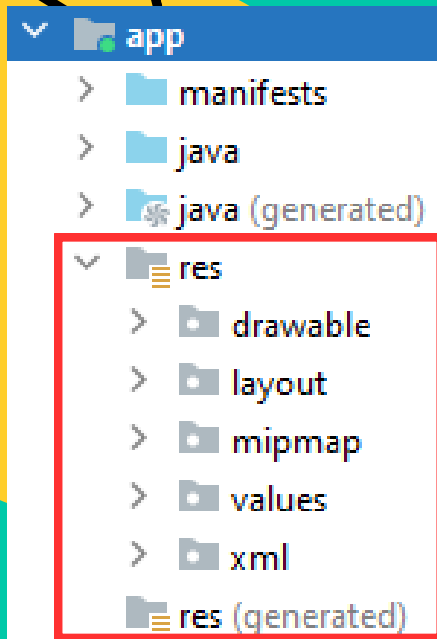 app
manifests
java
java (generated)
res
drawable
layout
mipmap
values
xml
res (generated)